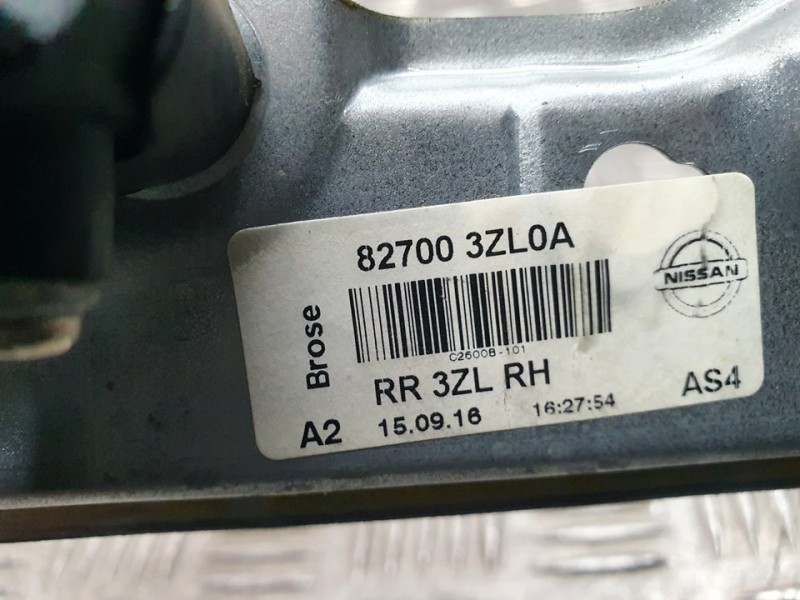 82700 3ZL0A
NISSAN
Brose
C26008-101
RR 3ZL RH
AS4
A2
15.09.16
16:27:54